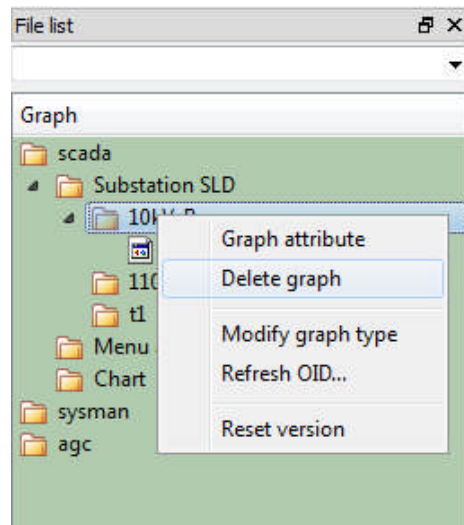 File list
Graph
scada
Substation SLD
Graph attribute
Delete graph
t1
Modify graph type
Menu
Refresh OID...
Chart
sysman
Reset version
agc